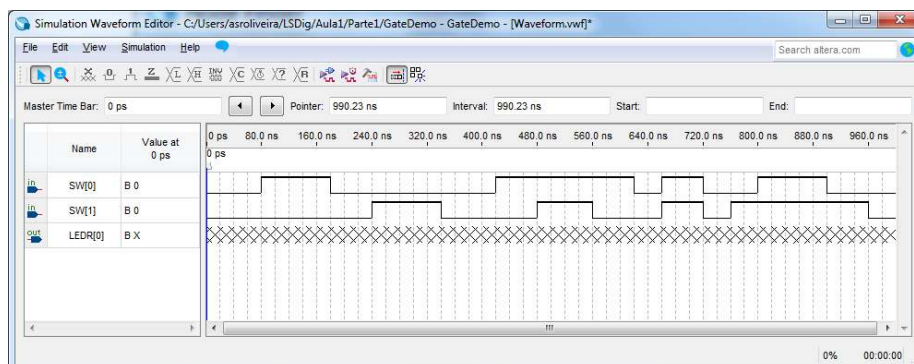 Simulation Waveform Editor - C:/Users/asroliveira/LSDig/Aula1/Parte1/GateDemo - GateDemo - [Waveform.vwf]*
File Edit View Simulation Help
Search altera.com
Master Time Bar: 0 ps Pointer: 990.23 ns Interval: 990.23 ns Start: End:
Name Value at 0 ps
0 ps 80.0 ns 160.0 ns 240.0 ns 320.0 ns 400.0 ns 480.0 ns 560.0 ns 640.0 ns 720.0 ns 800.0 ns 880.0 ns 960.0 ns
0 ps
in SW[0] B 0
in SW[1] B 0
out LEDR[0] B X
0% 00:00:00